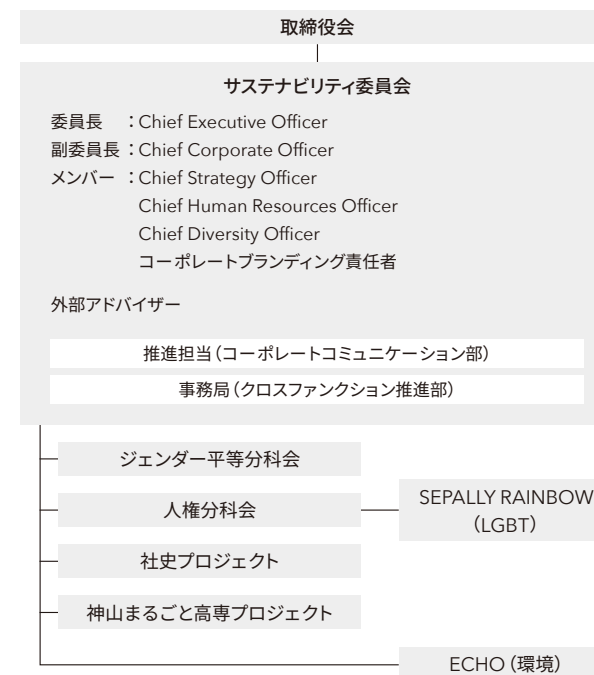 取締役会
サステナビリティ委員会
委員長　：Chief Executive Officer
副委員長：Chief Corporate Officer
メンバー　：Chief Strategy Officer
Chief Human Resources Officer
Chief Diversity Officer
コーポレートブランディング責任者
外部アドバイザー
推進担当（コーポレートコミュニケーション部）
事務局（クロスファンクション推進部）
ジェンダー平等分科会
人権分科会
SEPALLY RAINBOW
（LGBT）
社史プロジェクト
神山まるごと高専プロジェクト
ECHO（環境）